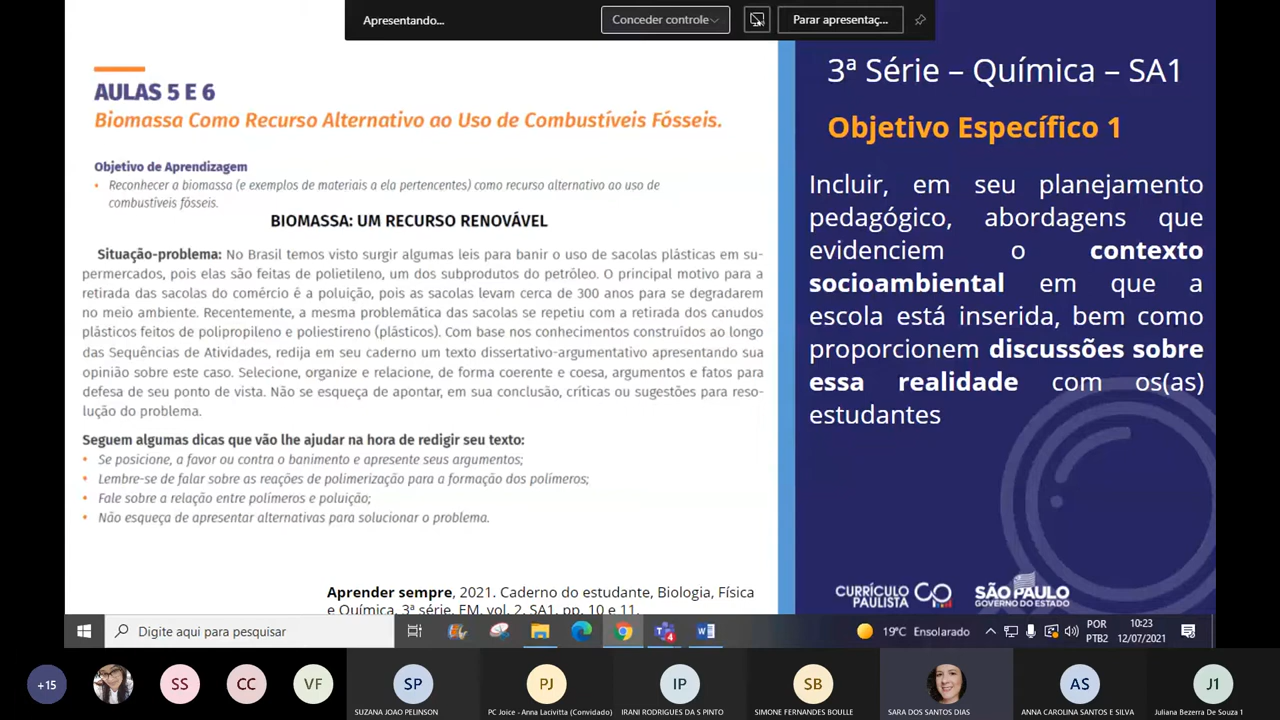 Apresentando...
Conceder controle
Parar apresentaç...
AULAS 5 E 6
Biomassa Como Recurso Alternativo ao Uso de Combustíveis Fósseis.
Objetivo de Aprendizagem
• Reconhecer a biomassa (e exemplos de materiais a ela pertencentes) como recurso alternativo ao uso de
combustíveis fósseis.
BIOMASSA: UM RECURSO RENOVÁVEL
Situação-problema: No Brasil temos visto surgir algumas leis para banir o uso de sacolas plásticas em su-
permercados, pois elas são feitas de polietileno, um dos subprodutos do petróleo. O principal motivo para a
retirada das sacolas do comércio é a poluição, pois as sacolas levam cerca de 300 anos para se degradarem
no meio ambiente. Recentemente, a mesma problemática das sacolas se repetiu com a retirada dos canudos
plásticos feitos de polipropileno e poliestireno (plásticos). Com base nos conhecimentos construídos ao longo
das Sequências de Atividades, redija em seu caderno um texto dissertativo-argumentativo apresentando sua
opinião sobre este caso. Selecione, organize e relacione, de forma coerente e coesa, argumentos e fatos para
defesa de seu ponto de vista. Não se esqueça de apontar, em sua conclusão, críticas ou sugestões para reso-
lução do problema.
Seguem algumas dicas que vão lhe ajudar na hora de redigir seu texto:
• Se posicione, a favor ou contra o banimento e apresente seus argumentos;
• Lembre-se de falar sobre as reações de polimerização para a formação dos polímeros;
• Fale sobre a relação entre polímeros e poluição;
• Não esqueça de apresentar alternativas para solucionar o problema.
Aprender sempre, 2021. Caderno do estudante, Biologia, Física
e Química, 3ª série, EM, vol. 2, SA1, pp. 10 e 11.
3ª Série – Química – SA1
Objetivo Específico 1
Incluir, em seu planejamento
pedagógico, abordagens que
evidenciem o contexto
socioambiental em que a
escola está inserida, bem como
proporcionem discussões sobre
essa realidade com os(as)
estudantes
CURRÍCULO
PAULISTA
SÃO PAULO
GOVERNO DO ESTADO
Digite aqui para pesquisar
4
19°C Ensolarado
POR
PTB2
10:23
12/07/2021
+15
SS
CC
VF
SP
SUZANA JOAO PELINSON
PJ
PC Joice - Anna Lacivitta (Convidado)
IP
IRANI RODRIGUES DA S PINTO
SB
SIMONE FERNANDES BOULLE
SARA DOS SANTOS DIAS
AS
ANNA CAROLINA SANTOS E SILVA
J1
Juliana Bezerra De Souza 1